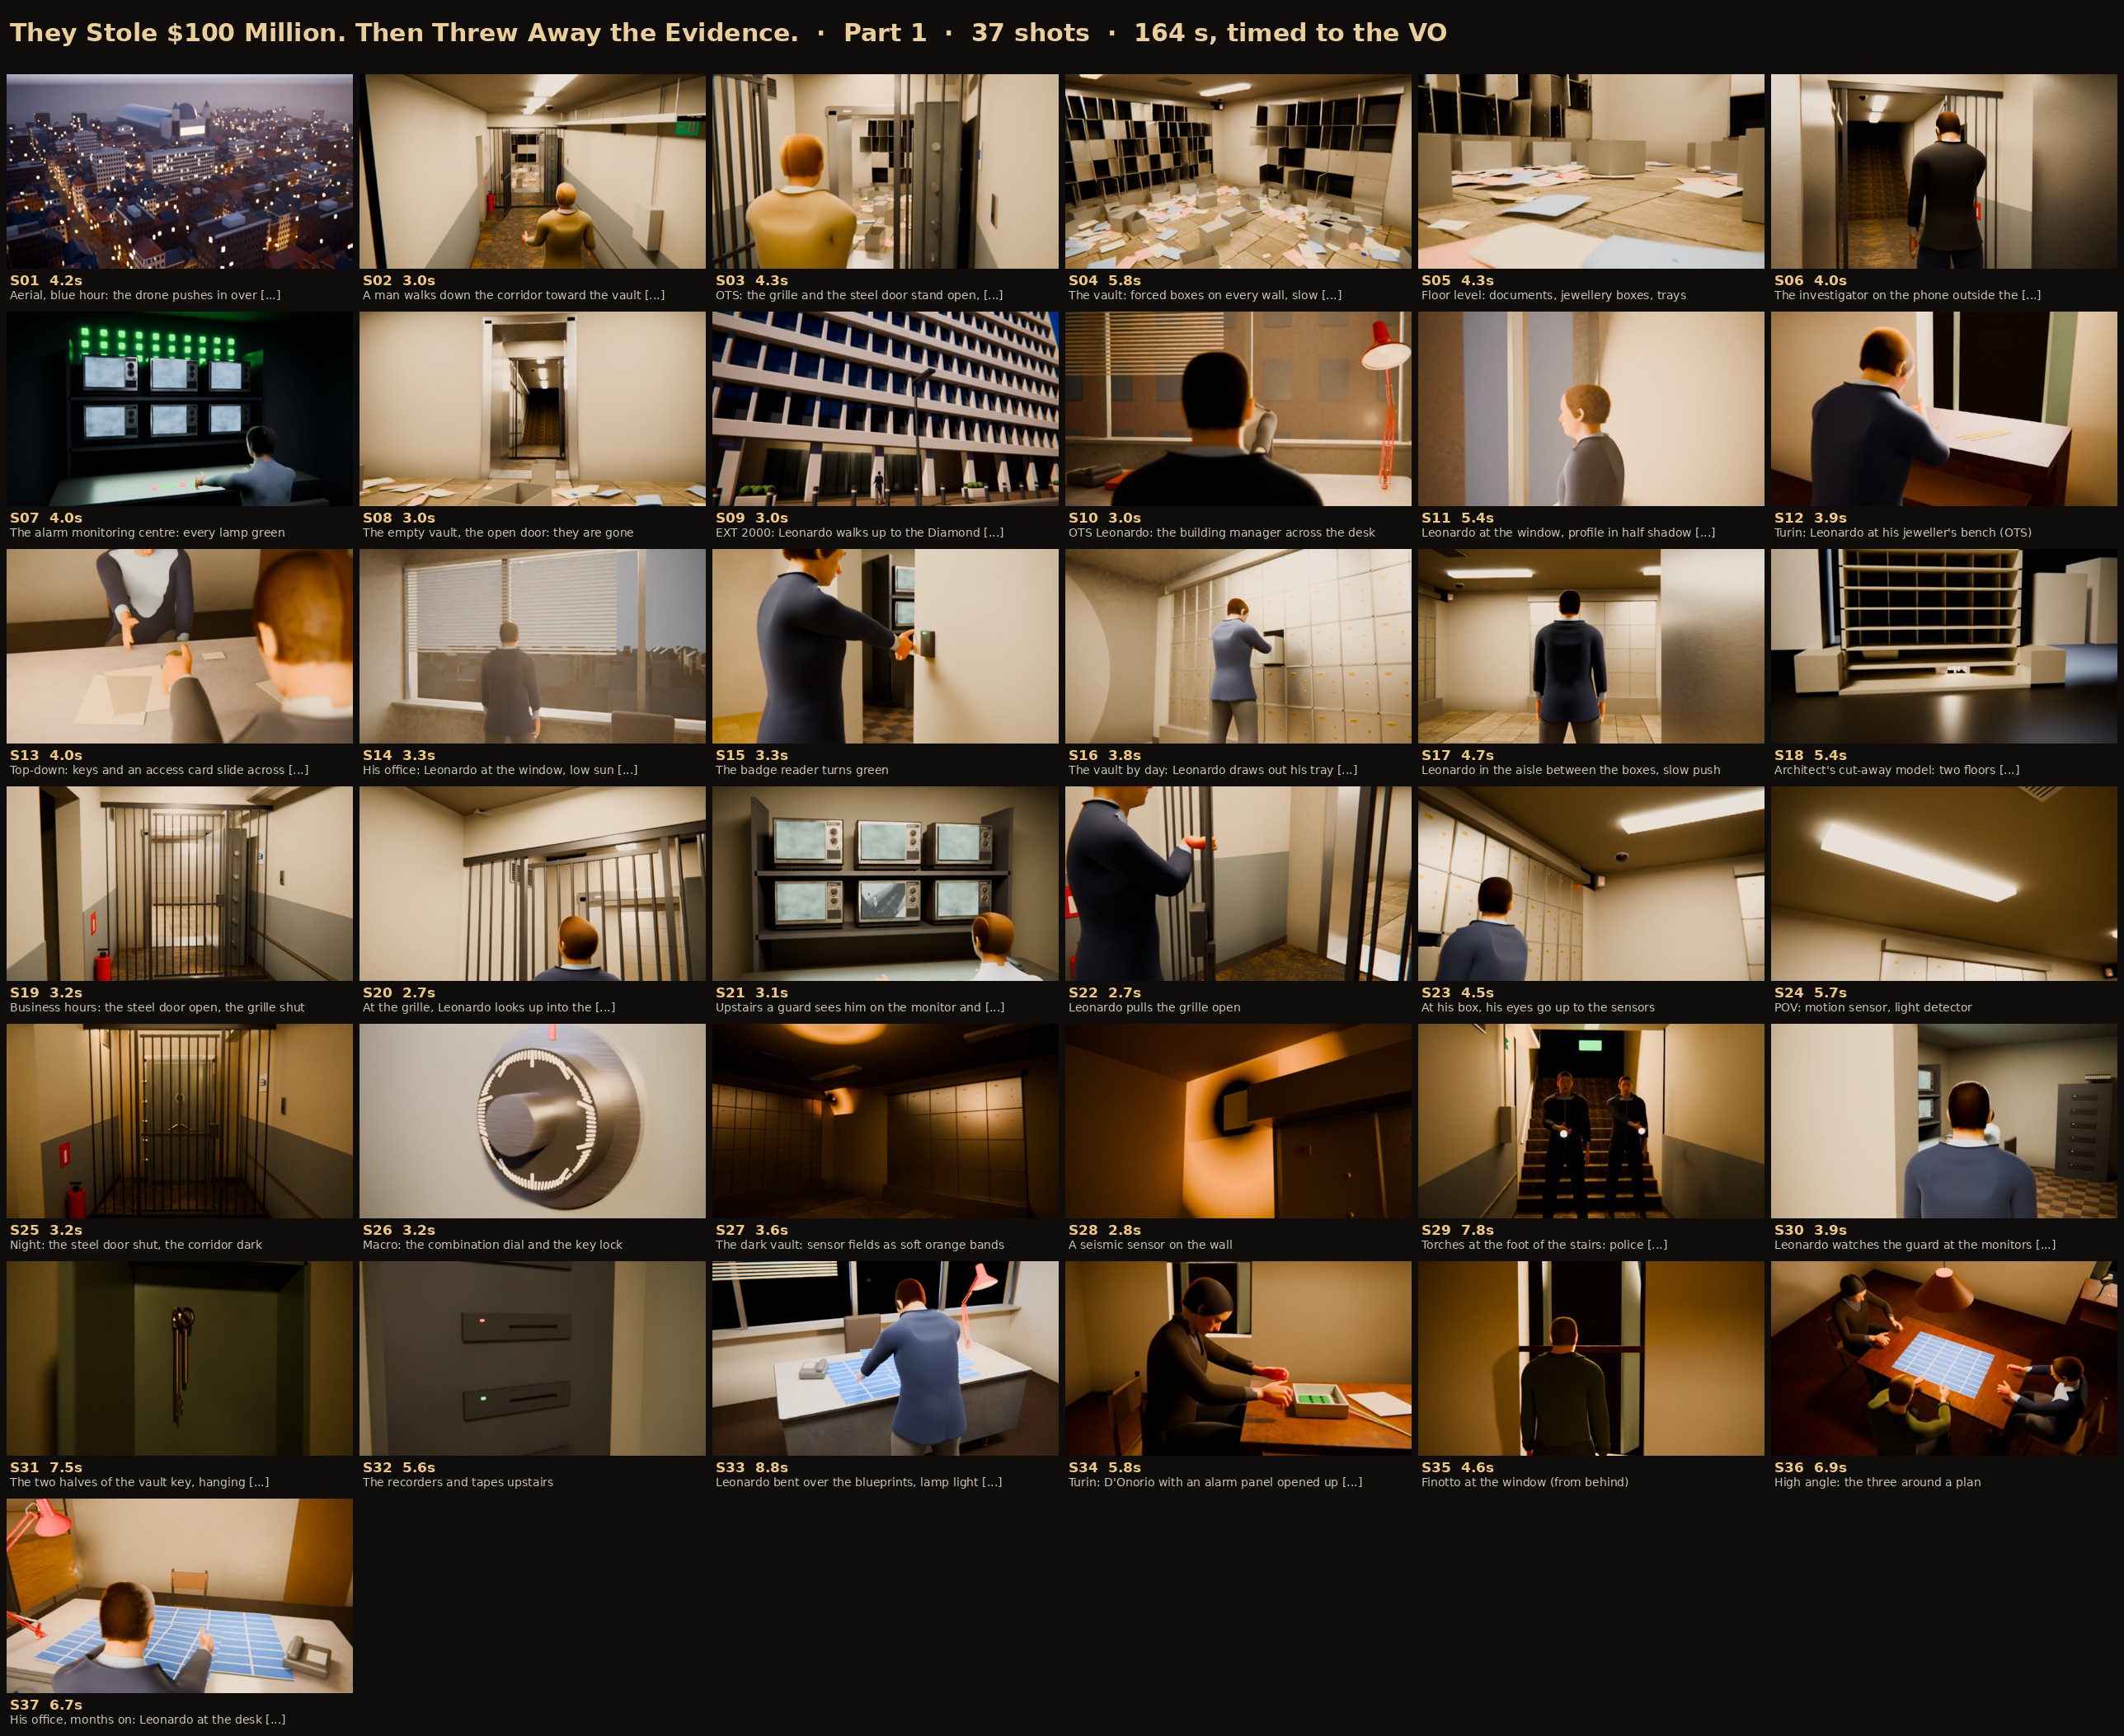 They Stole $100 Million. Then Threw Away the Evidence. · Part 1 · 37 shots · 164 s, timed to the VO
S01 4.2s
Aerial, blue hour: the drone pushes in over [...]
S02 3.0s
A man walks down the corridor toward the vault [...]
S03 4.3s
OTS: the grille and the steel door stand open, [...]
S04 5.8s
The vault: forced boxes on every wall, slow [...]
S05 4.3s
Floor level: documents, jewellery boxes, trays
S06 4.0s
The investigator on the phone outside the [...]
S07 4.0s
The alarm monitoring centre: every lamp green
S08 3.0s
The empty vault, the open door: they are gone
S09 3.0s
EXT 2000: Leonardo walks up to the Diamond [...]
S10 3.0s
OTS Leonardo: the building manager across the desk
S11 5.4s
Leonardo at the window, profile in half shadow [...]
S12 3.9s
Turin: Leonardo at his jeweller's bench (OTS)
S13 4.0s
Top-down: keys and an access card slide across [...]
S14 3.3s
His office: Leonardo at the window, low sun [...]
S15 3.3s
The badge reader turns green
S16 3.8s
The vault by day: Leonardo draws out his tray [...]
S17 4.7s
Leonardo in the aisle between the boxes, slow push
S18 5.4s
Architect's cut-away model: two floors [...]
S19 3.2s
Business hours: the steel door open, the grille shut
S20 2.7s
At the grille, Leonardo looks up into the [...]
S21 3.1s
Upstairs a guard sees him on the monitor and [...]
S22 2.7s
Leonardo pulls the grille open
S23 4.5s
At his box, his eyes go up to the sensors
S24 5.7s
POV: motion sensor, light detector
S25 3.2s
Night: the steel door shut, the corridor dark
S26 3.2s
Macro: the combination dial and the key lock
S27 3.6s
The dark vault: sensor fields as soft orange bands
S28 2.8s
A seismic sensor on the wall
S29 7.8s
Torches at the foot of the stairs: police [...]
S30 3.9s
Leonardo watches the guard at the monitors [...]
S31 7.5s
The two halves of the vault key, hanging [...]
S32 5.6s
The recorders and tapes upstairs
S33 8.8s
Leonardo bent over the blueprints, lamp light [...]
S34 5.8s
Turin: D'Onorio with an alarm panel opened up [...]
S35 4.6s
Finotto at the window (from behind)
S36 6.9s
High angle: the three around a plan
S37 6.7s
His office, months on: Leonardo at the desk [...]